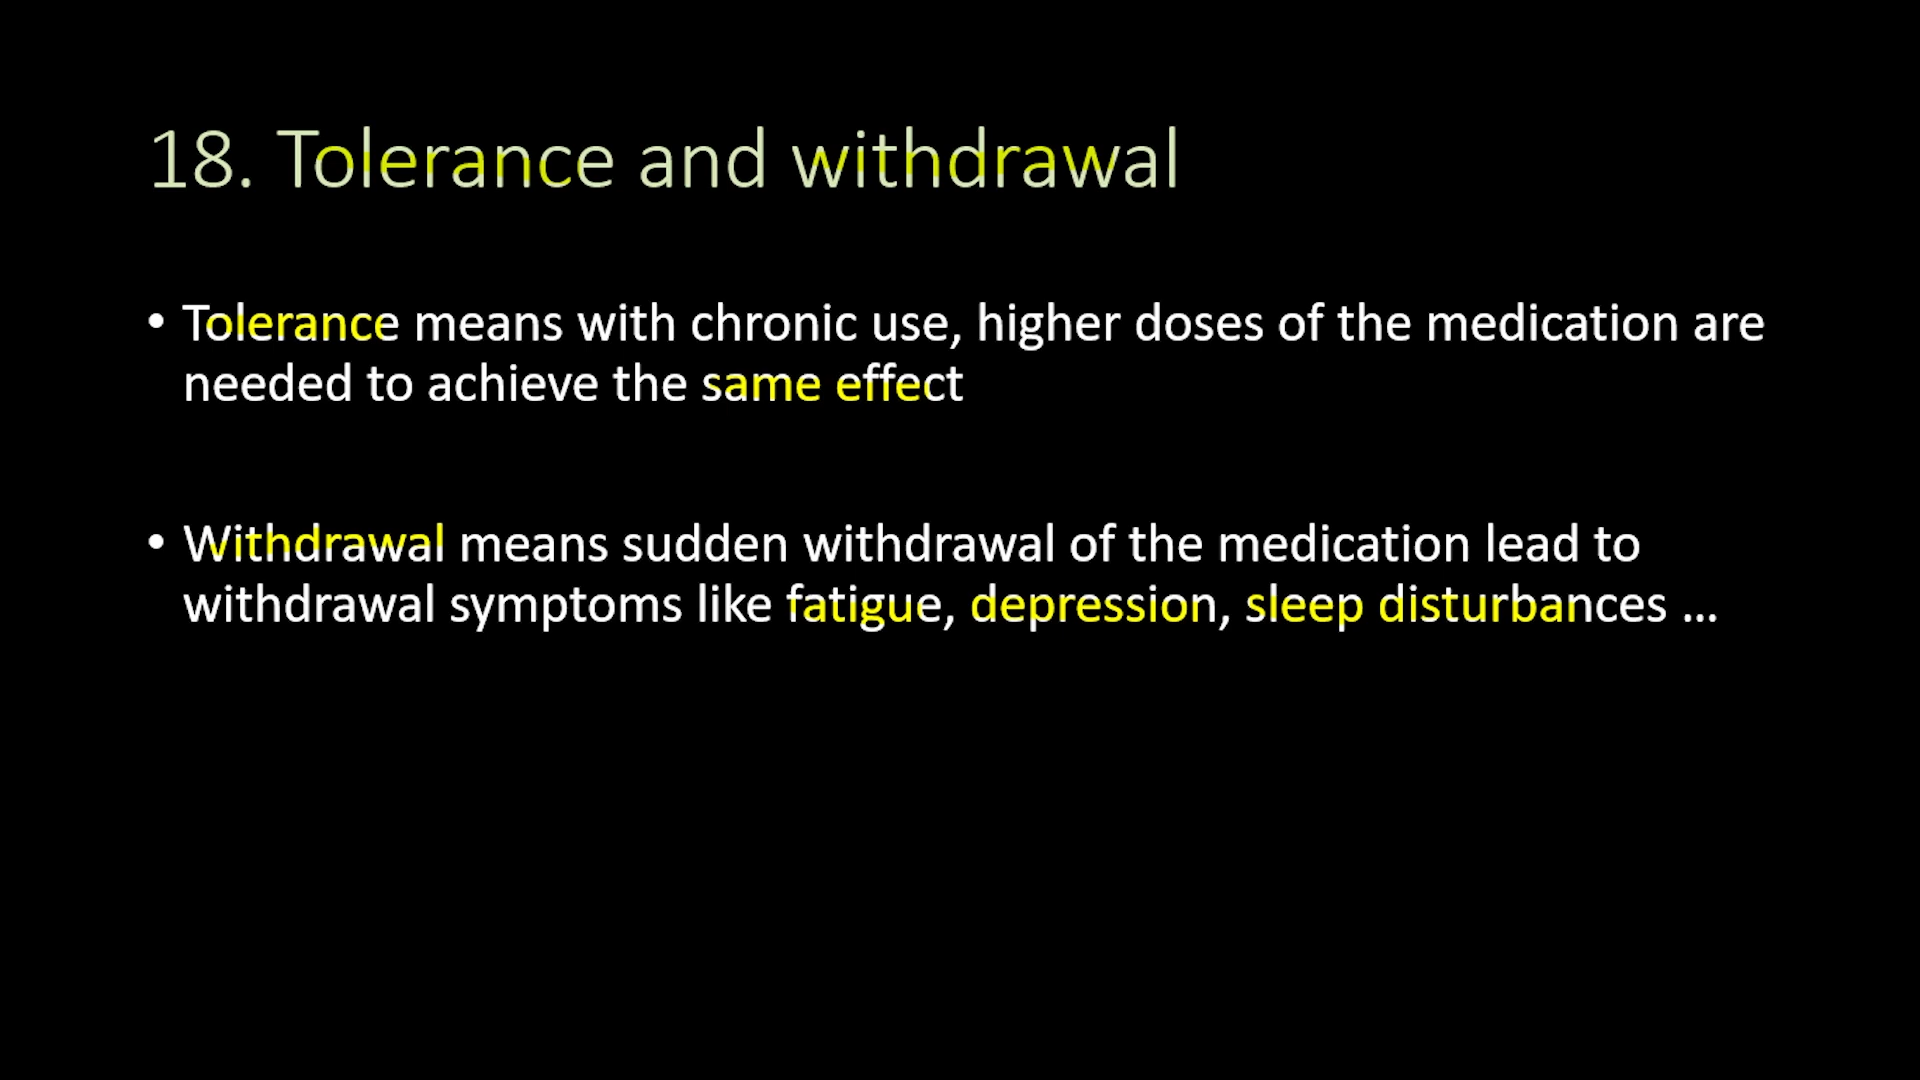 18. Tolerance and withdrawal
• Tolerance means with chronic use, higher doses of the medication are
needed to achieve the same effect
• Withdrawal means sudden withdrawal of the medication lead to
withdrawal symptoms like fatigue, depression, sleep disturbances ...